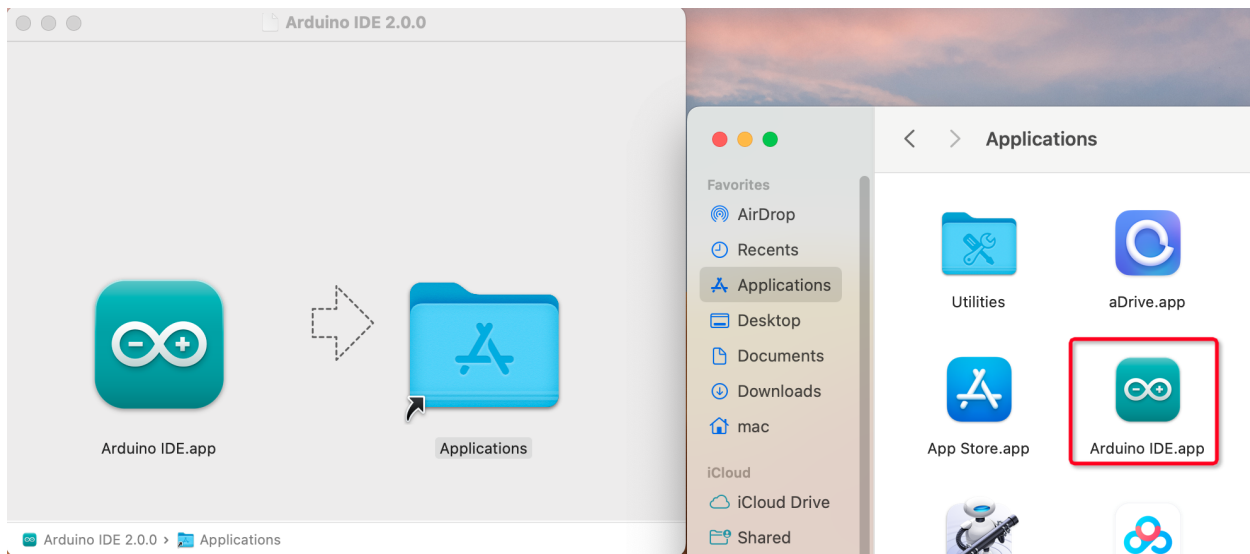 Arduino IDE 2.0.0
Arduino IDE.app
Applications
Arduino IDE 2.0.0 › Applications
Applications
Favorites
AirDrop
Recents
Applications
Desktop
Documents
Downloads
mac
iCloud
iCloud Drive
Shared
Utilities
aDrive.app
App Store.app
Arduino IDE.app